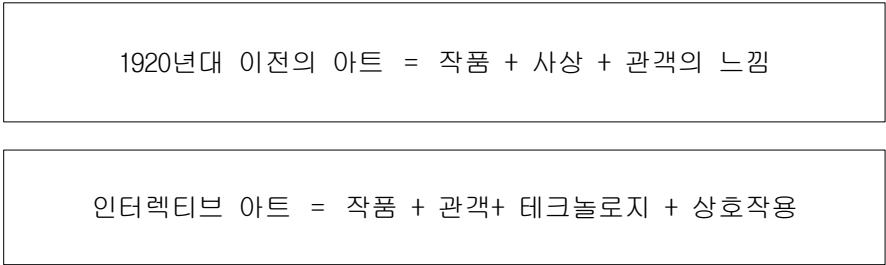 1920년대 이전의 아트 = 작품 + 사상 + 관객의 느낌
인터렉티브 아트 = 작품 + 관객+ 테크놀로지 + 상호작용